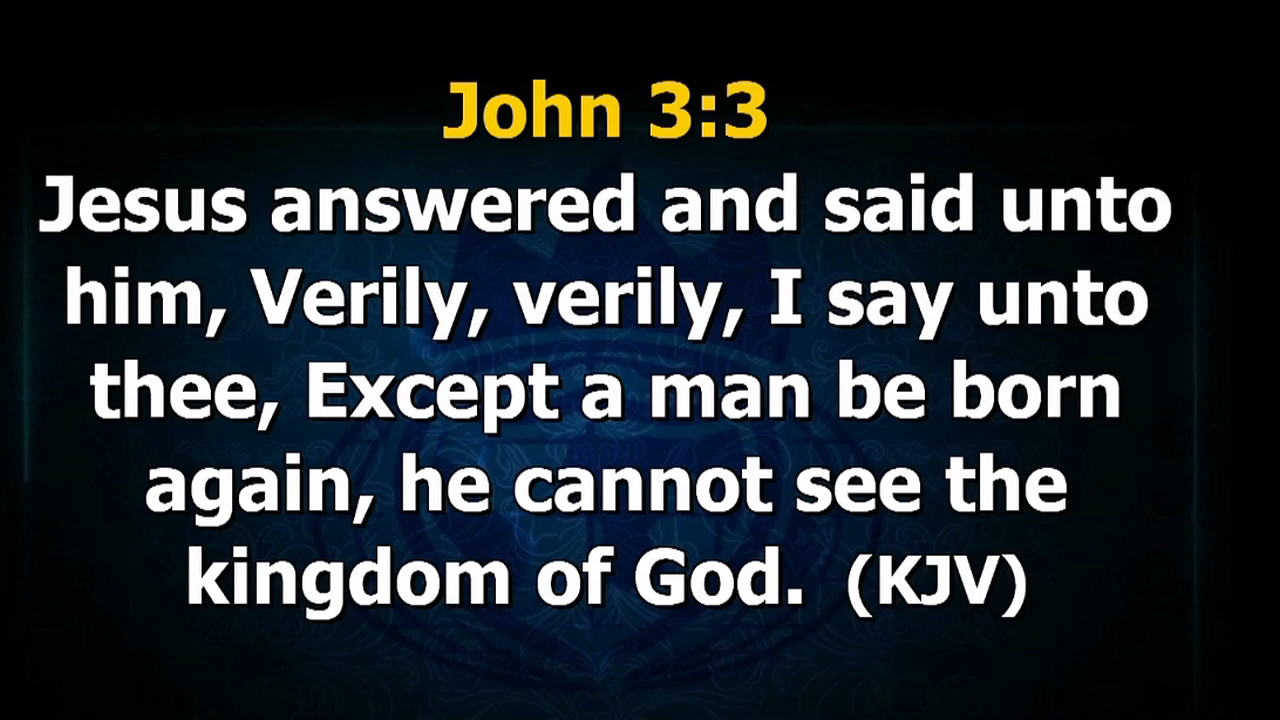 John 3:3
Jesus answered and said unto
him, Verily, verily, I say unto
thee, Except a man be born
again, he cannot see the
kingdom of God.  (KJV)